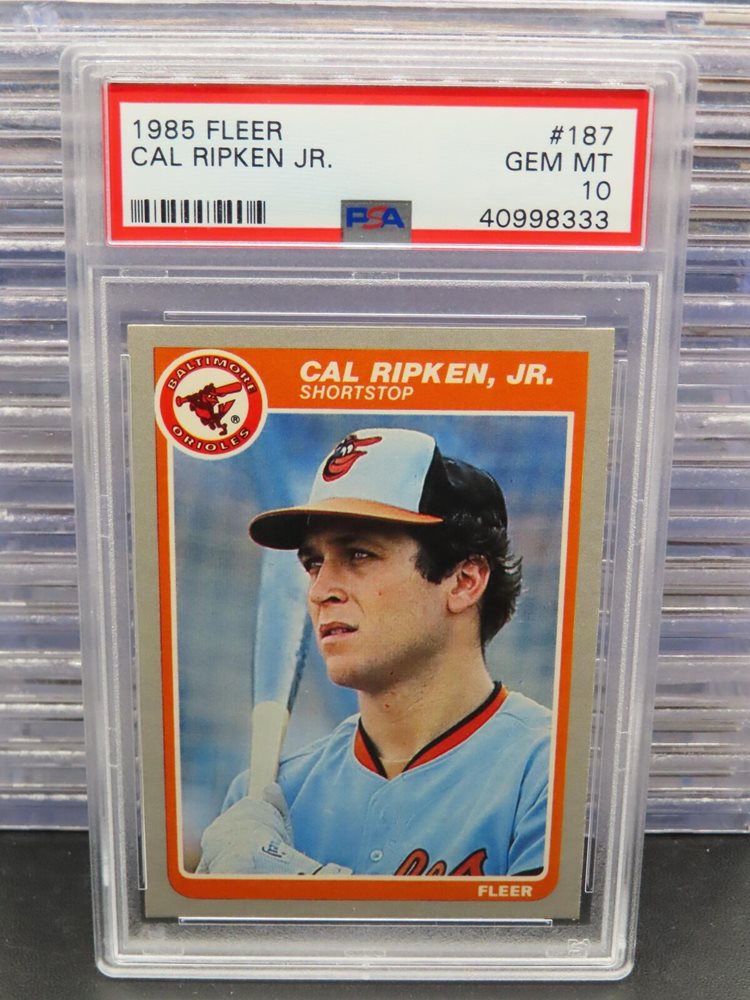 1985 FLEER #187
CAL RIPKEN JR. GEM MT
10
PSA 40998333
BALTIMORE
ORIOLES
®
CAL RIPKEN, JR.
SHORTSTOP
FLEER